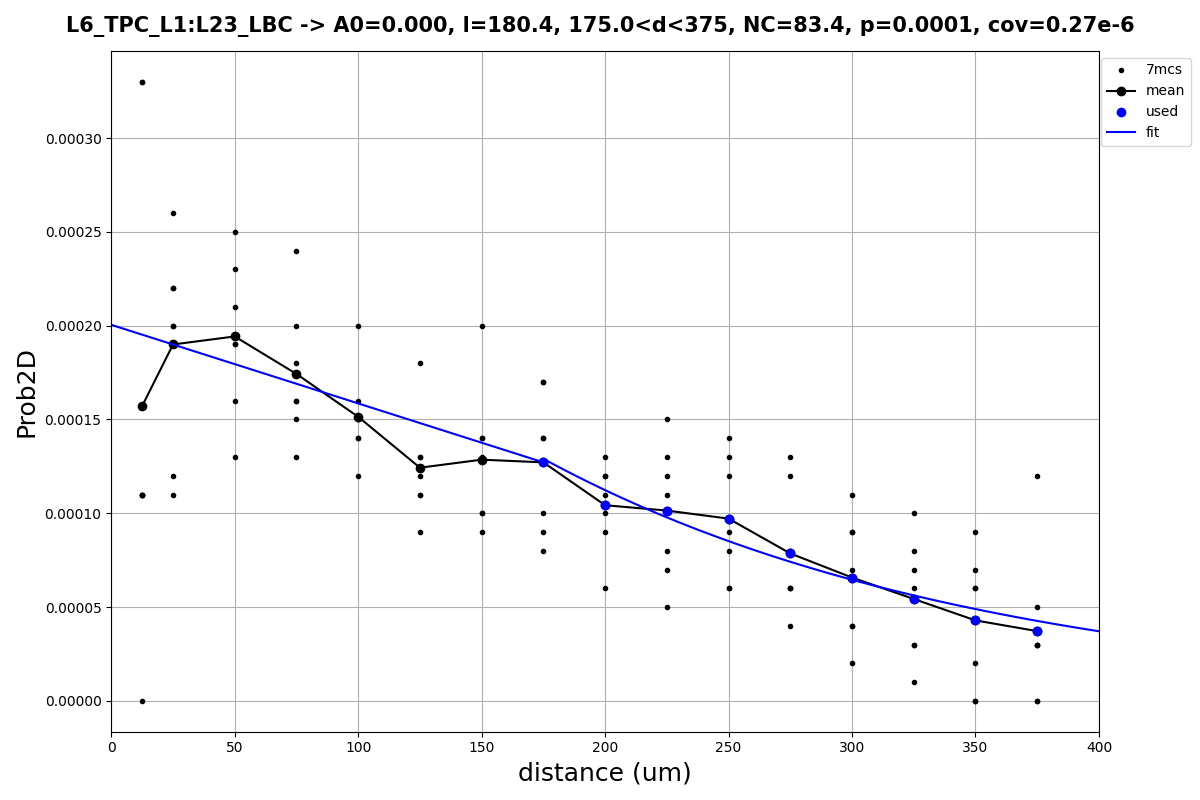 L6_TPC_L1:L23_LBC -> A0=0.000, l=180.4, 175.0<d<375, NC=83.4, p=0.0001, cov=0.27e-6
7mcs
mean
used
fit
0.00030
0.00025
0.00020
0.00015
0.00010
0.00005
0.00000
Prob2D
0 50 100 150 200 250 300 350 400
distance (um)